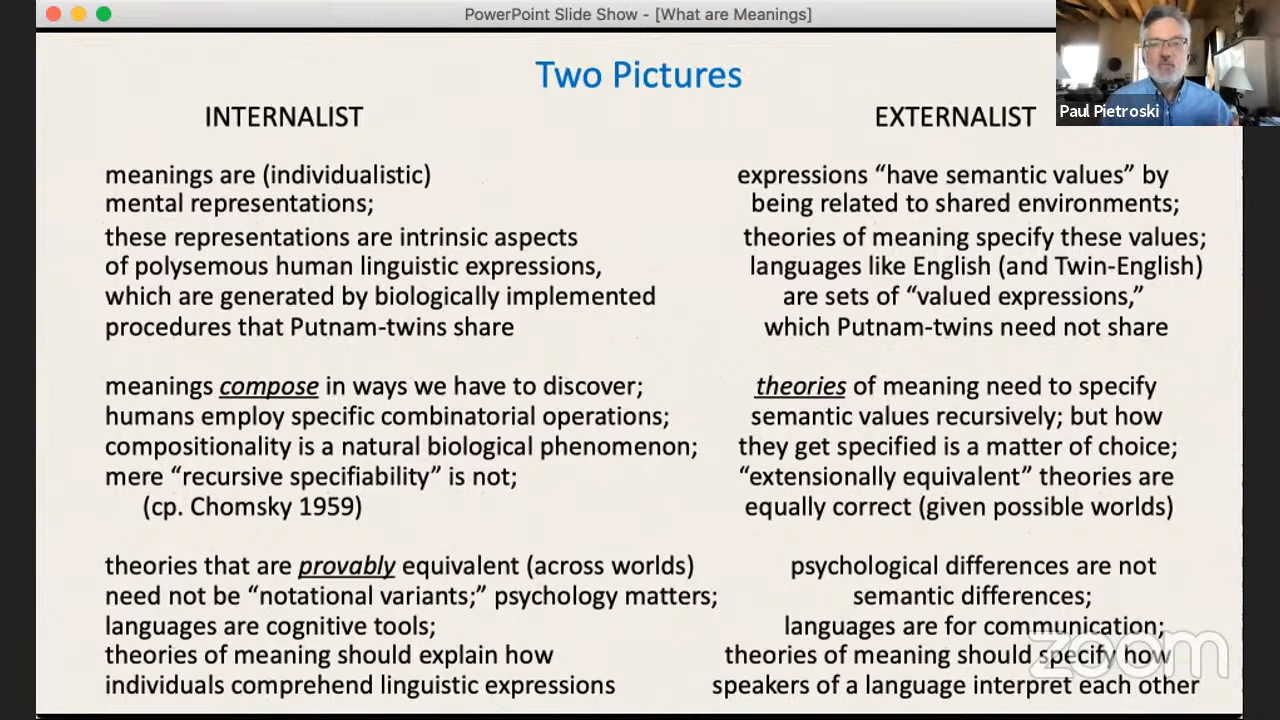 PowerPoint Slide Show - [What are Meanings]
Two Pictures
INTERNALIST
meanings are (individualistic)
mental representations;
these representations are intrinsic aspects
of polysemous human linguistic expressions,
which are generated by biologically implemented
procedures that Putnam-twins share
meanings compose in ways we have to discover;
humans employ specific combinatorial operations;
compositionality is a natural biological phenomenon;
mere “recursive specifiability” is not;
(cp. Chomsky 1959)
theories that are provably equivalent (across worlds)
need not be “notational variants;” psychology matters;
languages are cognitive tools;
theories of meaning should explain how
individuals comprehend linguistic expressions
EXTERNALIST
expressions “have semantic values” by
being related to shared environments;
theories of meaning specify these values;
languages like English (and Twin-English)
are sets of “valued expressions,”
which Putnam-twins need not share
theories of meaning need to specify
semantic values recursively; but how
they get specified is a matter of choice;
“extensionally equivalent” theories are
equally correct (given possible worlds)
psychological differences are not
semantic differences;
languages are for communication;
theories of meaning should specify how
speakers of a language interpret each other
Paul Pietroski
zoom